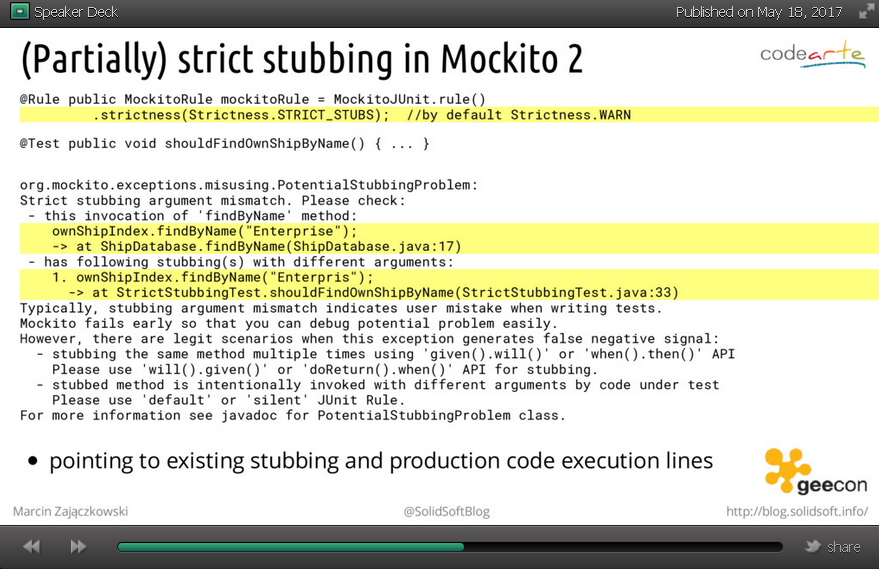 Speaker Deck
Published on May 18, 2017
(Partially) strict stubbing in Mockito 2
codearte
@Rule public MockitoRule mockitoRule = MockitoJUnit.rule()
.strictness(Strictness.STRICT_STUBS);  //by default Strictness.WARN
@Test public void shouldFindOwnShipByName() { ... }
org.mockito.exceptions.misusing.PotentialStubbingProblem:
Strict stubbing argument mismatch. Please check:
- this invocation of 'findByName' method:
ownShipIndex.findByName("Enterprise");
-> at ShipDatabase.findByName(ShipDatabase.java:17)
- has following stubbing(s) with different arguments:
1. ownShipIndex.findByName("Enterpris");
-> at StrictStubbingTest.shouldFindOwnShipByName(StrictStubbingTest.java:33)
Typically, stubbing argument mismatch indicates user mistake when writing tests.
Mockito fails early so that you can debug potential problem easily.
However, there are legit scenarios when this exception generates false negative signal:
- stubbing the same method multiple times using 'given().will()' or 'when().then()' API
Please use 'will().given()' or 'doReturn().when()' API for stubbing.
- stubbed method is intentionally invoked with different arguments by code under test
Please use 'default' or 'silent' JUnit Rule.
For more information see javadoc for PotentialStubbingProblem class.
• pointing to existing stubbing and production code execution lines
geecon
Marcin Zajączkowski
@SolidSoftBlog
http://blog.solidsoft.info/
share